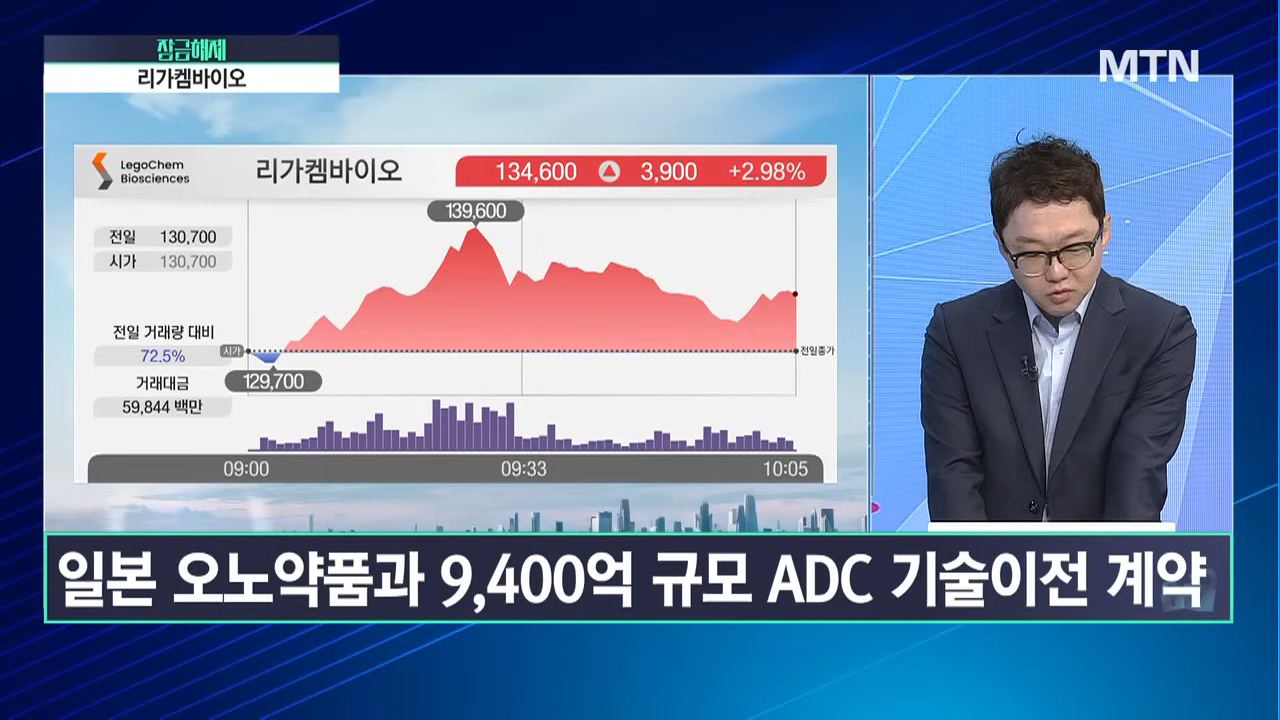 잠금해제
리가켐바이오
MTN
LegoChem
Biosciences
리가켐바이오
134,600 3,900 +2.98%
139,600
전일 130,700
시가 130,700
전일 거래량 대비
72.5%
시가
전일종가
129,700
거래대금
59,844 백만
09:00 09:33 10:05
일본 오노약품과 9,400억 규모 ADC 기술이전 계약